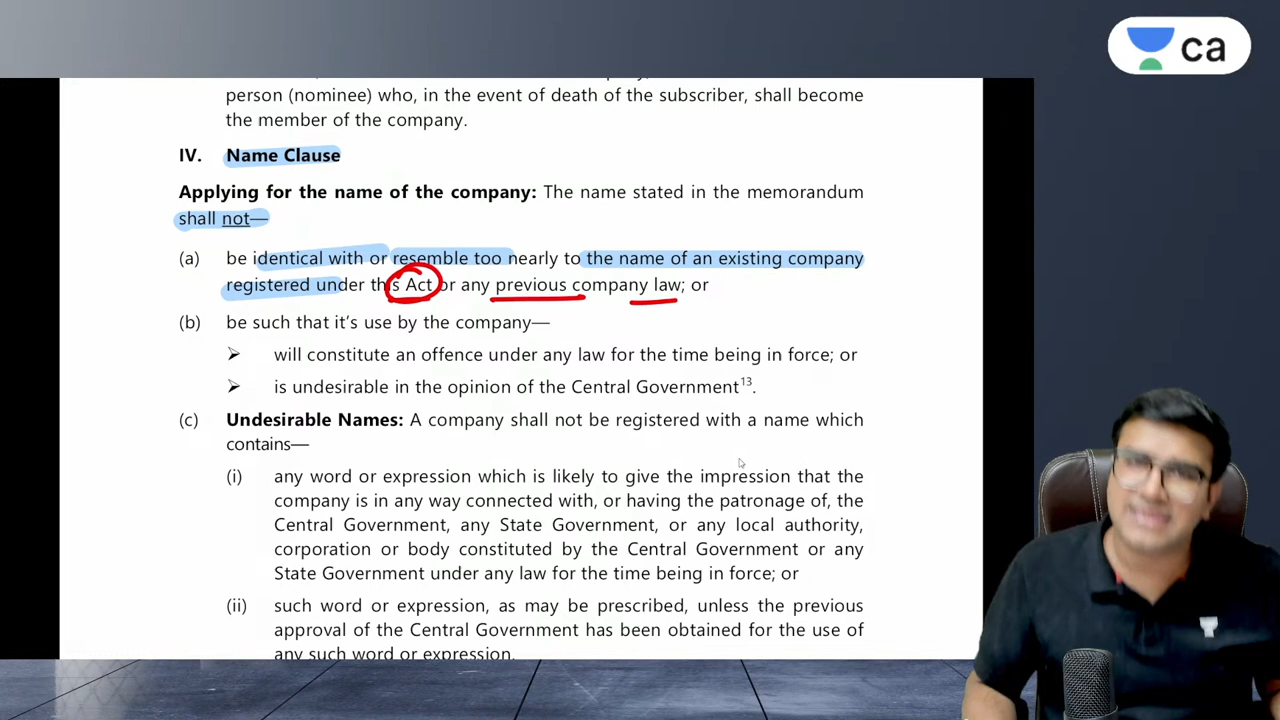 ca
person (nominee) who, in the event of death of the subscriber, shall become
the member of the company.
IV. Name Clause
Applying for the name of the company: The name stated in the memorandum
shall not—
(a) be identical with or resemble too nearly to the name of an existing company
registered under this Act or any previous company law; or
(b) be such that it's use by the company—
➢ will constitute an offence under any law for the time being in force; or
➢ is undesirable in the opinion of the Central Government13.
(c) Undesirable Names: A company shall not be registered with a name which
contains—
(i) any word or expression which is likely to give the impression that the
company is in any way connected with, or having the patronage of, the
Central Government, any State Government, or any local authority,
corporation or body constituted by the Central Government or any
State Government under any law for the time being in force; or
(ii) such word or expression, as may be prescribed, unless the previous
approval of the Central Government has been obtained for the use of
any such word or expression.